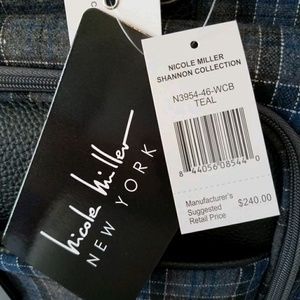 Nicole Miller
NEW YORK
NICOLE MILLER
SHANNON COLLECTION
N3954-46-WCB
TEAL
8 44056 08544 0
Manufacturer's
Suggested
Retail Price
$240.00